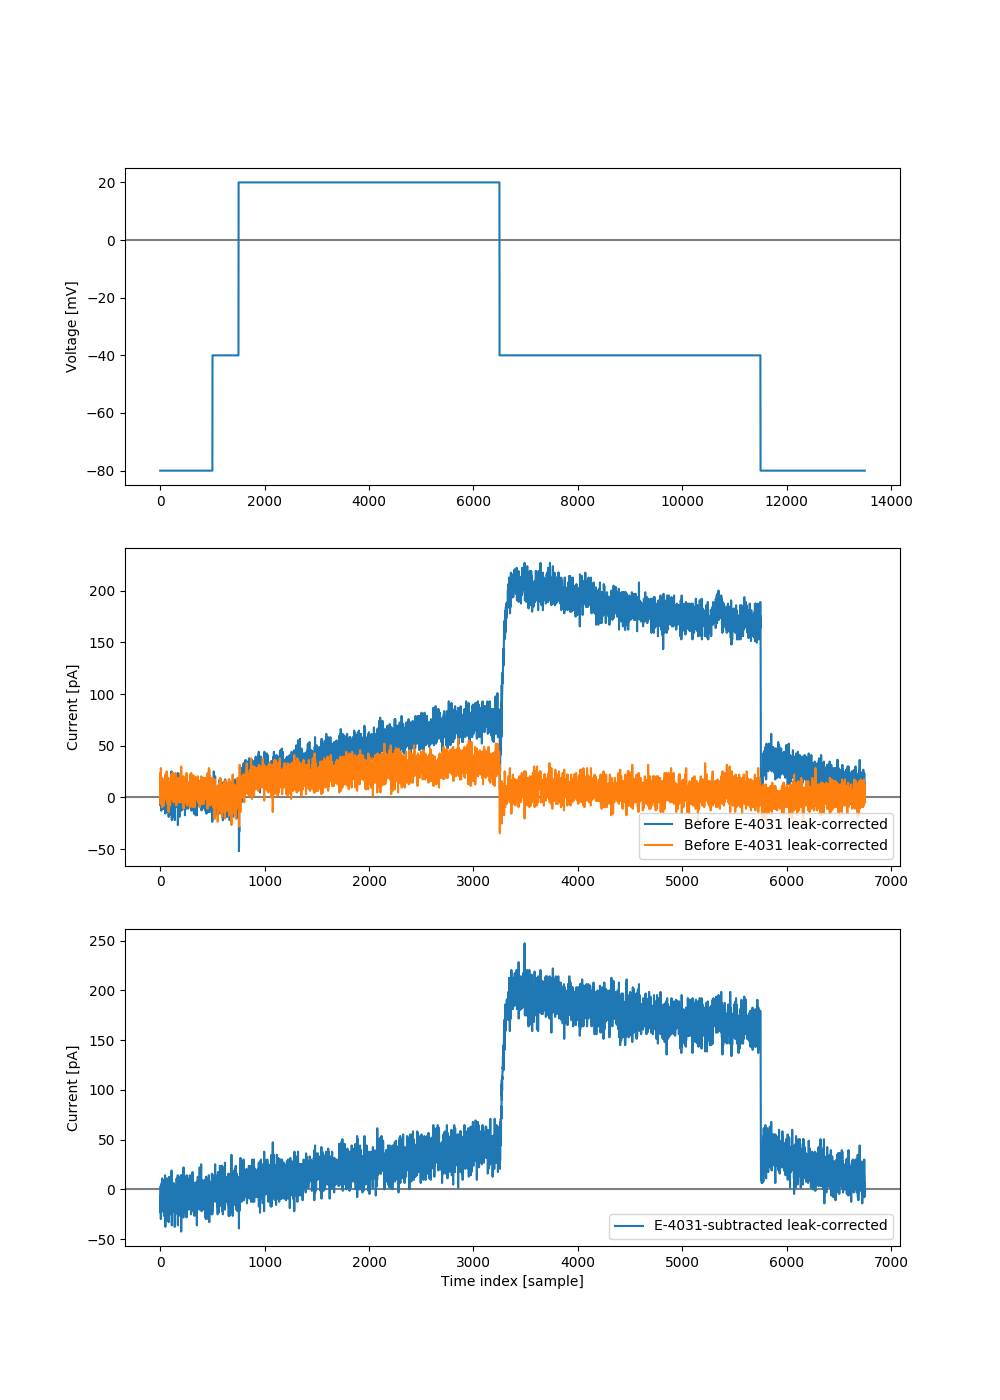 20
0
−20
−40
−60
−80
Voltage [mV]
0 2000 4000 6000 8000 10000 12000 14000
200
150
100
50
0
−50
Current [pA]
Before E-4031 leak-corrected
Before E-4031 leak-corrected
0 1000 2000 3000 4000 5000 6000 7000
250
200
150
100
50
0
−50
Current [pA]
E-4031-subtracted leak-corrected
0 1000 2000 3000 4000 5000 6000 7000
Time index [sample]